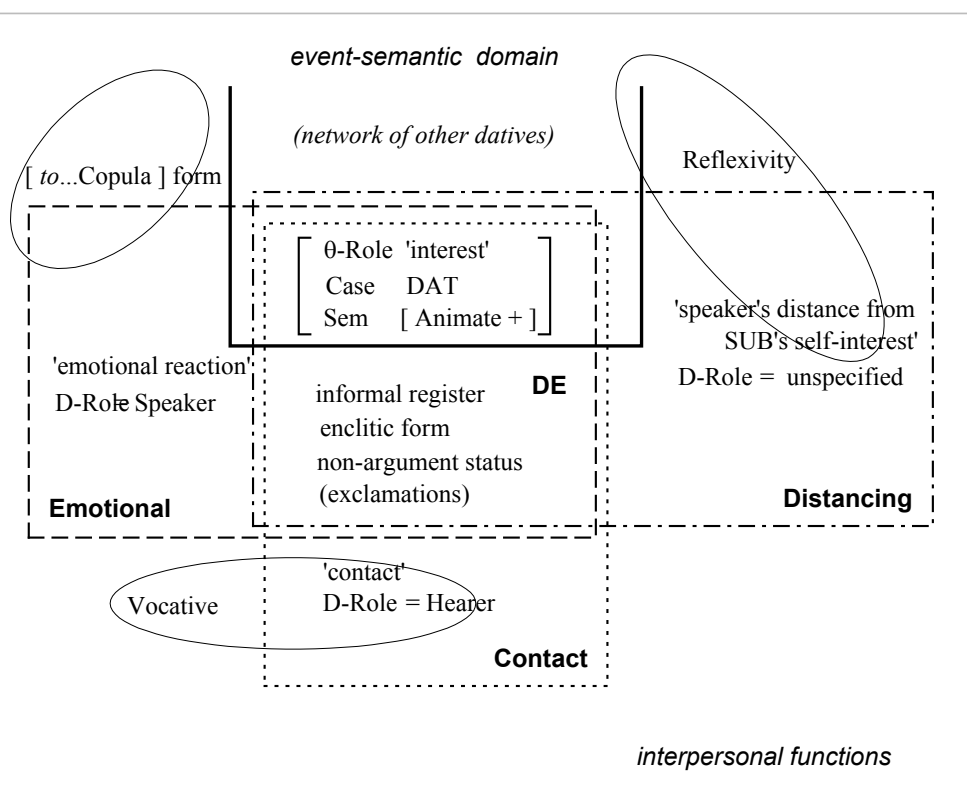 event-semantic domain
(network of other datives)
[ to...Copula ] form
Reflexivity
θ-Role 'interest'
Case DAT
Sem [ Animate + ]
'speaker's distance from
SUB's self-interest'
D-Role = unspecified
'emotional reaction'
D-Role = Speaker
DE
informal register
enclitic form
non-argument status
(exclamations)
Emotional
Distancing
'contact'
D-Role = Hearer
Vocative
Contact
interpersonal functions